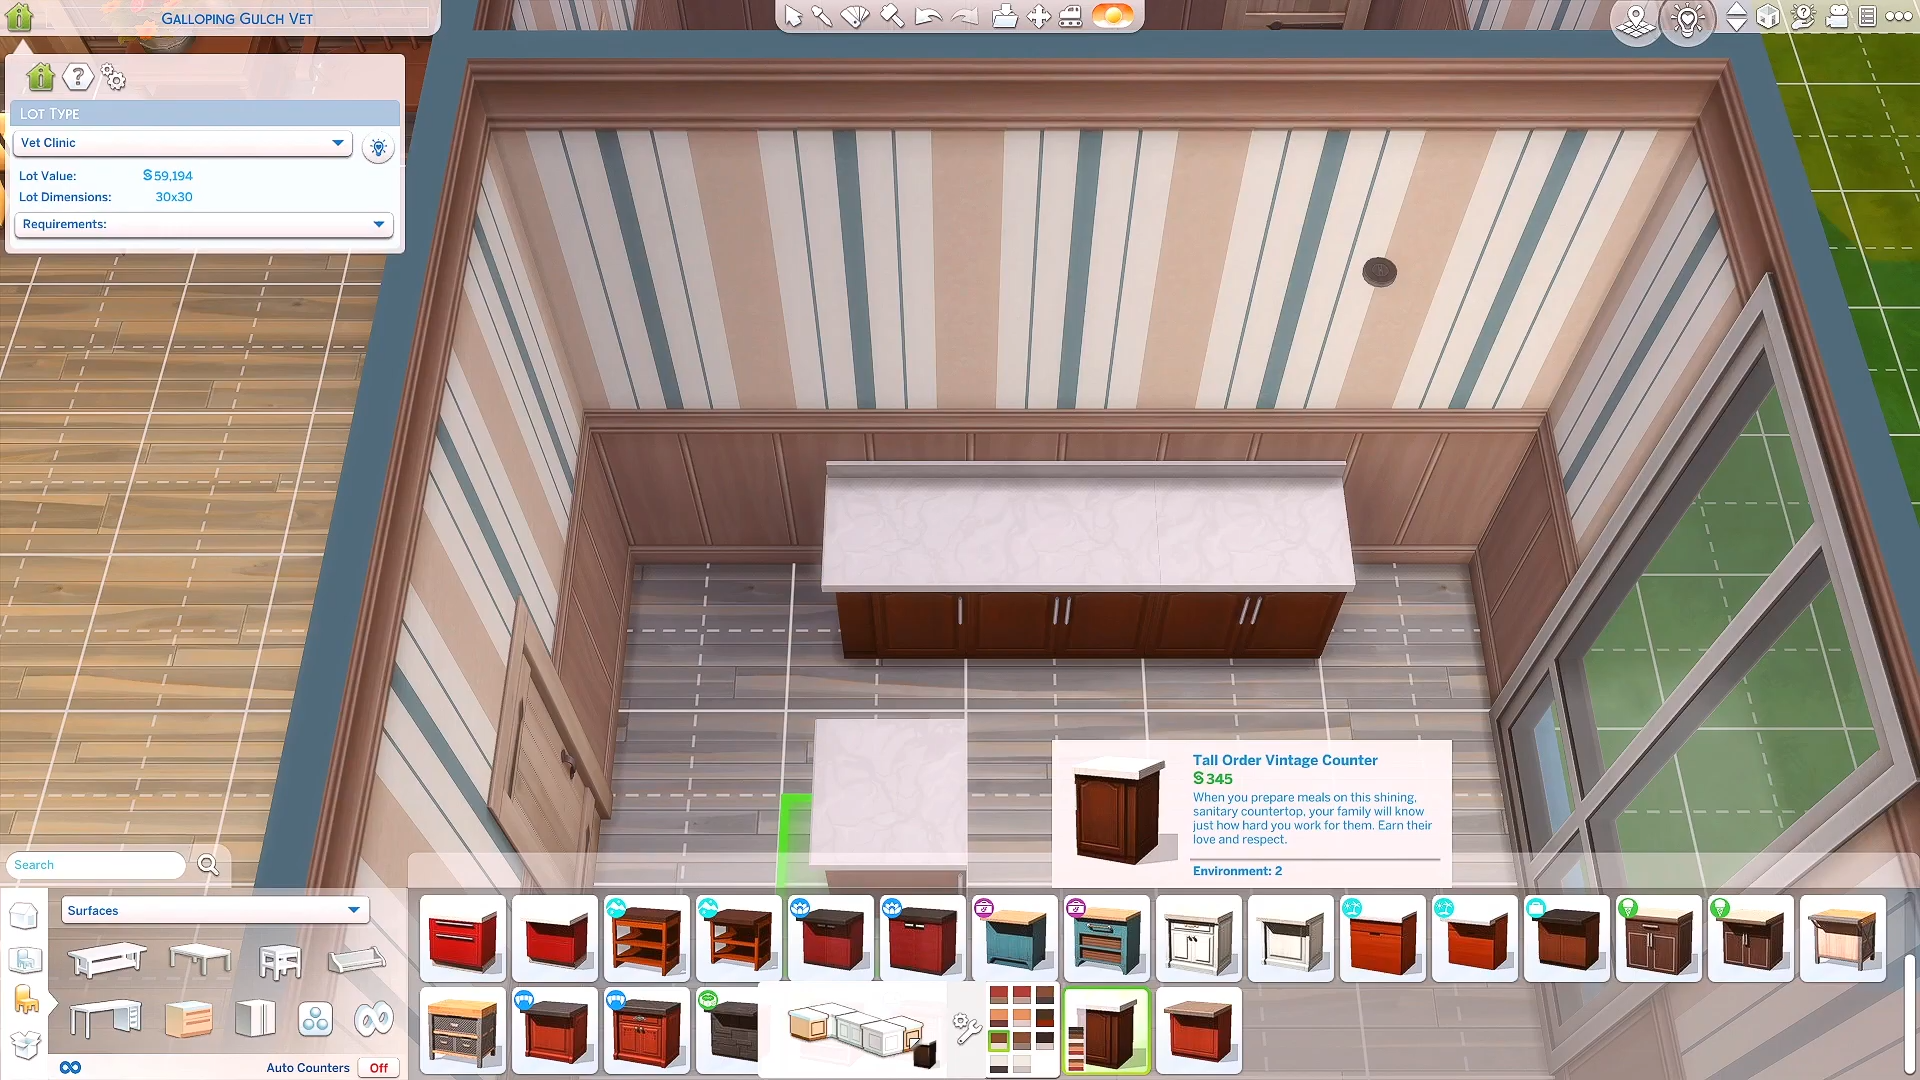 Galloping Gulch Vet
Lot Type
Vet Clinic
Lot Value: §59,194
Lot Dimensions: 30x30
Requirements:
Tall Order Vintage Counter
§345
When you prepare meals on this shining,
sanitary countertop, your family will know
just how hard you work for them. Earn their
love and respect.
Environment: 2
Search
Surfaces
Auto Counters Off